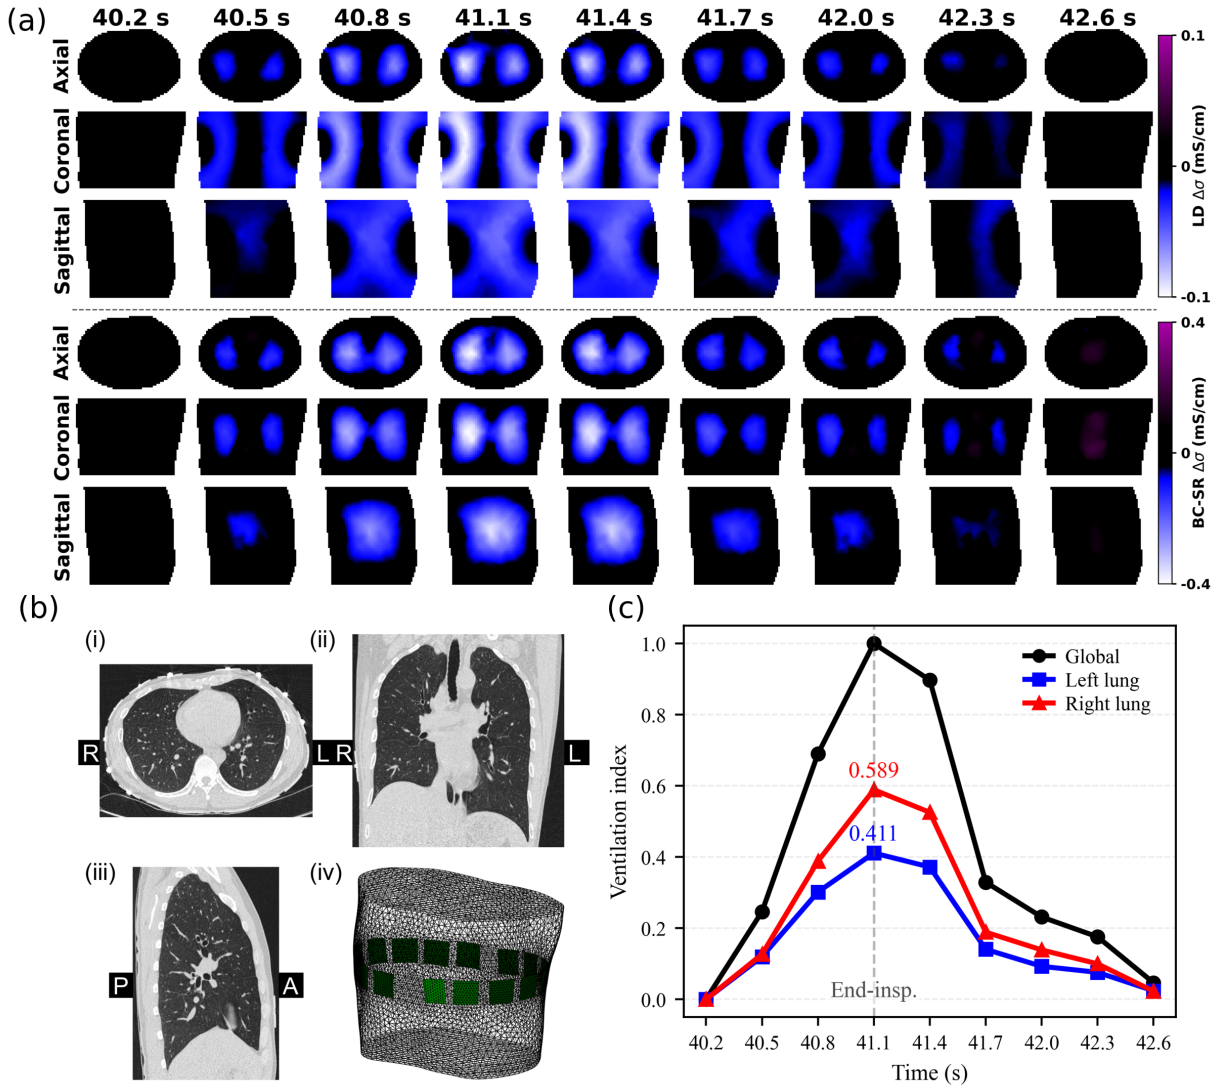 (a)
40.2 s 40.5 s 40.8 s 41.1 s 41.4 s 41.7 s 42.0 s 42.3 s 42.6 s
Axial
Coronal
Sagittal
0.1
0
-0.1
LD Δσ (mS/cm)
Axial
Coronal
Sagittal
0.4
0
-0.4
BC-SR Δσ (mS/cm)
(b)
(i)
R
L
(ii)
R
L
(iii)
P
A
(iv)
(c)
Ventilation index
1.0
0.8
0.6
0.4
0.2
0.0
Global
Left lung
Right lung
0.589
0.411
End-insp.
40.2 40.5 40.8 41.1 41.4 41.7 42.0 42.3 42.6
Time (s)